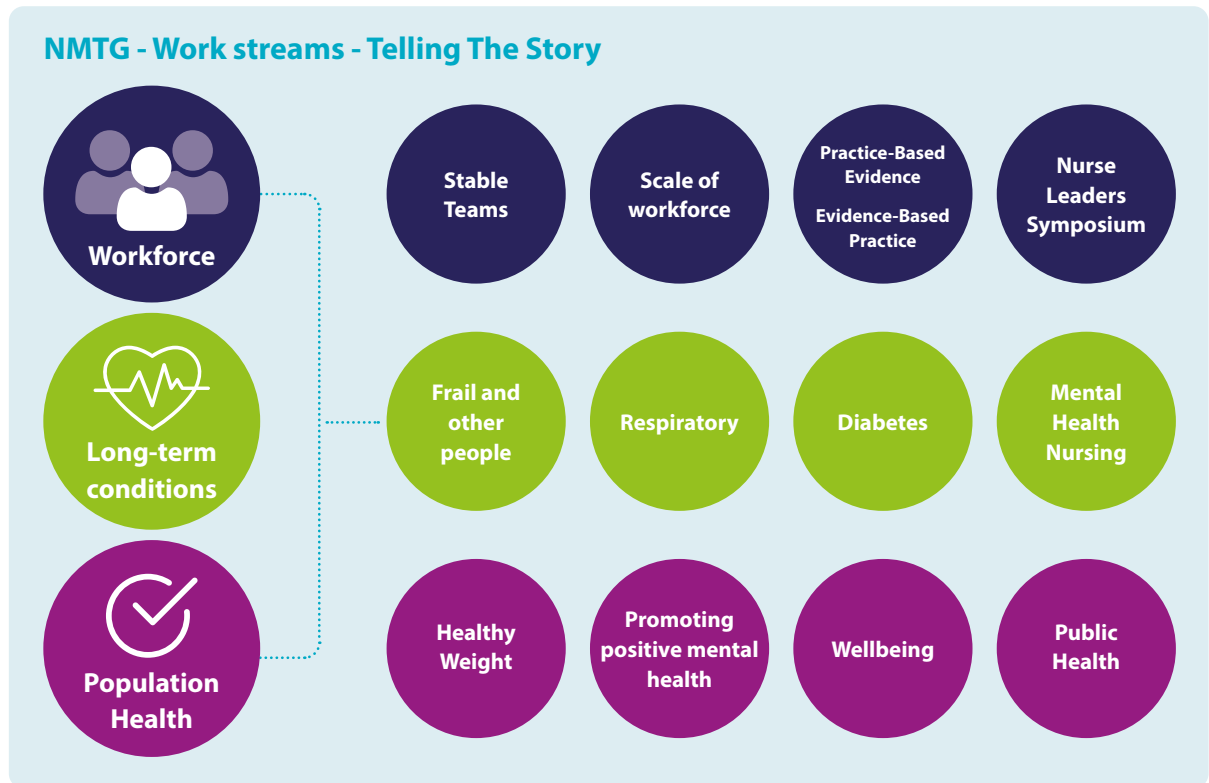 NMTG - Work streams - Telling The Story
Workforce
Stable
Teams
Scale of
workforce
Practice-Based
Evidence
Evidence-Based
Practice
Nurse
Leaders
Symposium
Long-term
conditions
Frail and
other
people
Respiratory
Diabetes
Mental
Health
Nursing
Population
Health
Healthy
Weight
Promoting
positive mental
health
Wellbeing
Public
Health